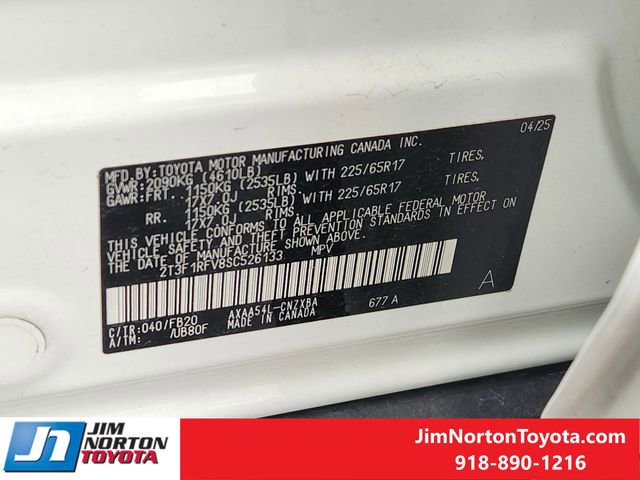 MFD.BY:TOYOTA MOTOR MANUFACTURING CANADA INC. 04/25
GVWR:2090KG (4610LB)
GAWR:FRT. 1150KG (2535LB) WITH 225/65R17 TIRES,
17X7.0J RIMS
RR. 1150KG (2535LB) WITH 225/65R17 TIRES,
17X7.0J RIMS
THIS VEHICLE CONFORMS TO ALL APPLICABLE FEDERAL MOTOR
VEHICLE SAFETY AND THEFT PREVENTION STANDARDS IN EFFECT
ON THE DATE OF MANUFACTURE SHOWN ABOVE.
2T3F1RFV8SC526133 MPV
A
C/TR:040/FB20 AXAA54L-CNZXBA 677A
A/TM: /UB80F MADE IN CANADA
JN JIM
NORTON
TOYOTA
JimNortonToyota.com
918-890-1216